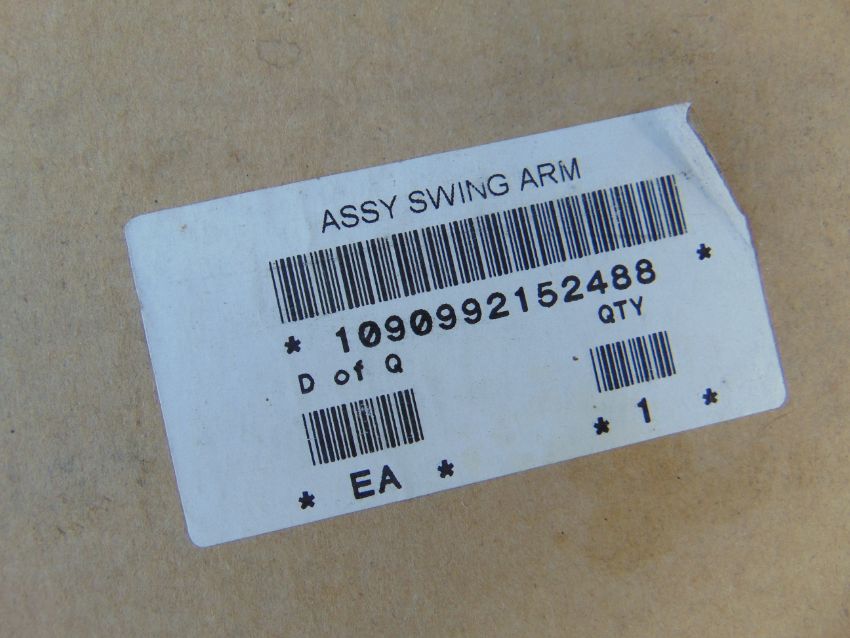 ASSY SWING ARM
* 1090992152488 *
D of Q
QTY
* EA *
* 1 *